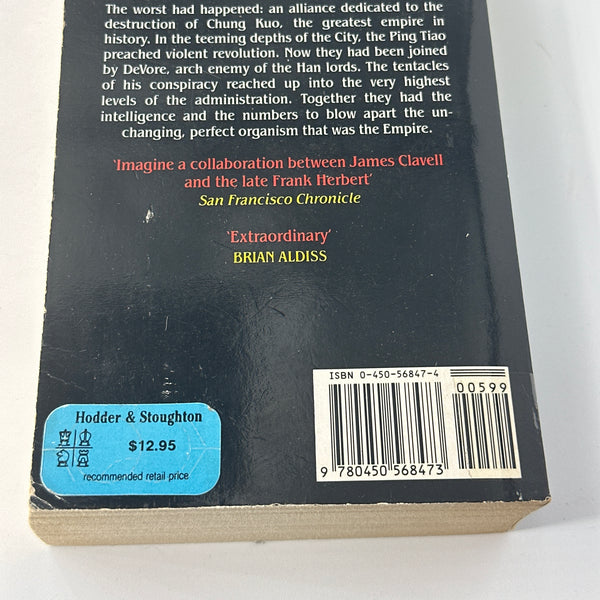 The worst had happened: an alliance dedicated to the
destruction of Chung Kuo, the greatest empire in
history. In the teeming depths of the City, the Ping Tiao
preached violent revolution. Now they had been joined
by DeVore, arch enemy of the Han lords. The tentacles
of his conspiracy reached up into the very highest
levels of the administration. Together they had the
intelligence and the numbers to blow apart the un-
changing, perfect organism that was the Empire.
'Imagine a collaboration between James Clavell
and the late Frank Herbert'
San Francisco Chronicle
'Extraordinary'
BRIAN ALDISS
ISBN 0-450-56847-4
00599
9 780450 568473
Hodder & Stoughton
$12.95
recommended retail price